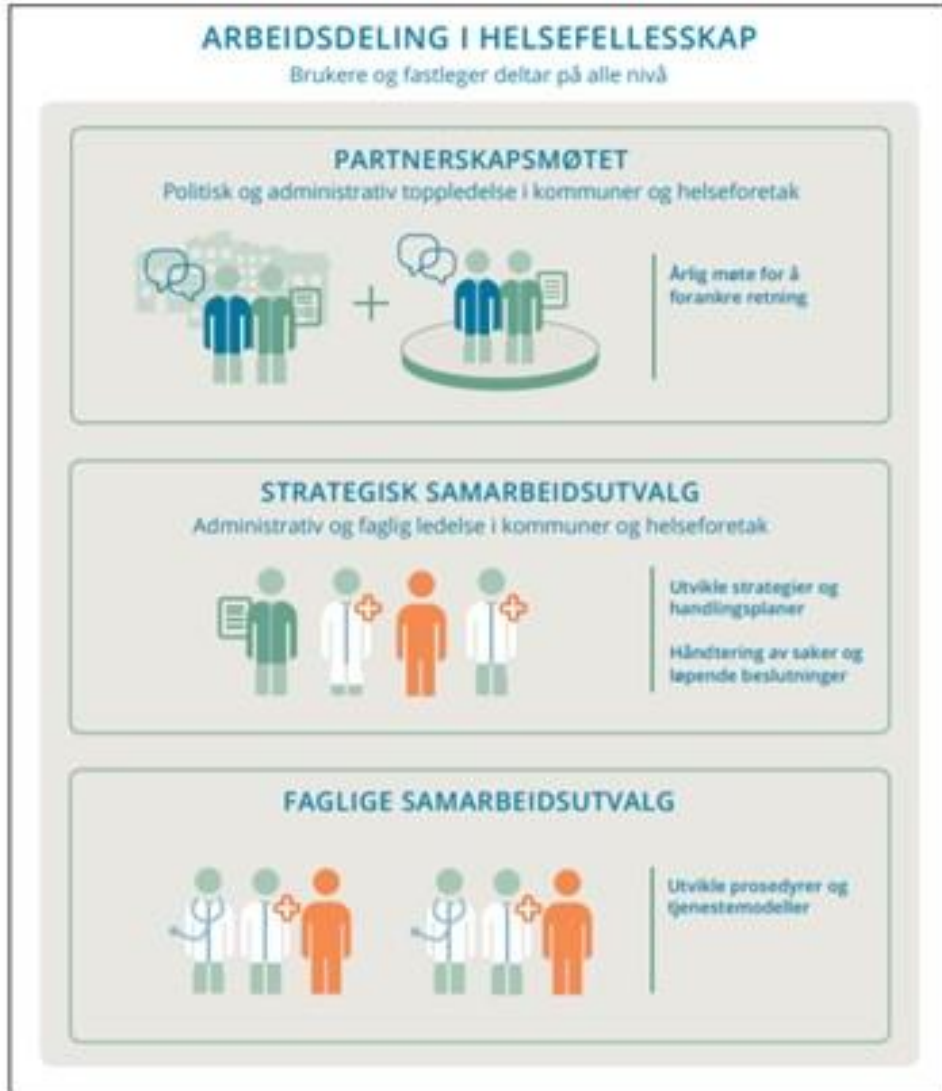 ARBEIDSDELING I HELSEFELLESSKAP
Brukere og fastleger deltar på alle nivå
PARTNERSKAPSMØTET
Politisk og administrativ toppledelse i kommuner og helseforetak
Årlig møte for å
forankre retning
STRATEGISK SAMARBEIDSUTVALG
Administrativ og faglig ledelse i kommuner og helseforetak
Utvikle strategier og
handlingsplaner
Håndtering av saker og
løpende beslutninger
FAGLIGE SAMARBEIDSUTVALG
Utvikle prosedyrer og
tjenestemodeller